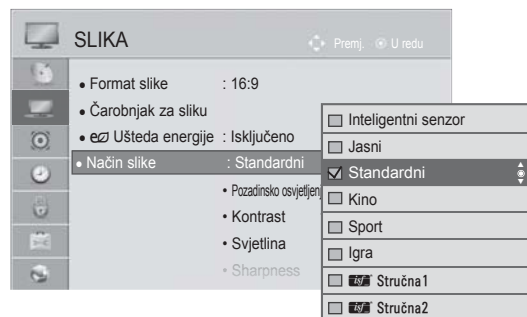 SLIKA
Premj. U redu
• Format slike : 16:9
• Čarobnjak za sliku
• Ušteda energije : Isključeno
• Način slike : Standardni
• Pozadinsko osvjetljenj
• Kontrast
• Svjetlina
• Sharpness
Inteligentni senzor
Jasni
Standardni
Kino
Sport
Igra
isf Stručna1
isf Stručna2